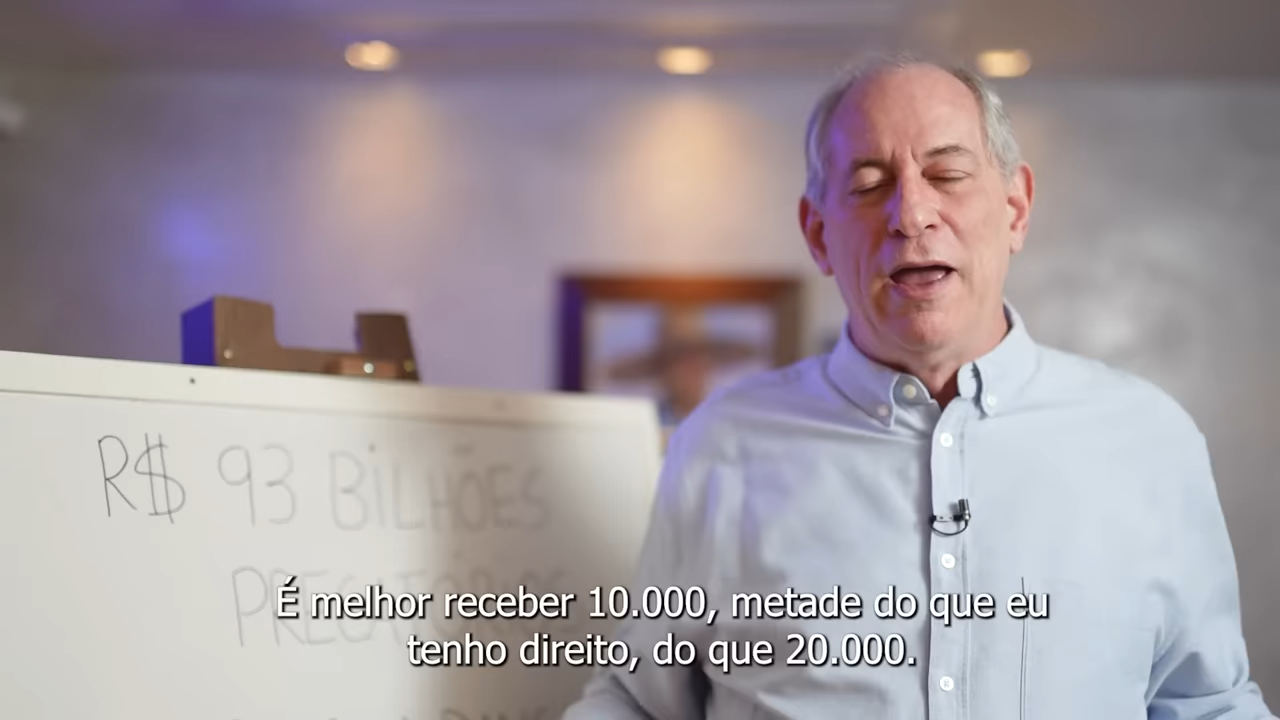 R$ 93 BILHÕES
É melhor receber 10.000, metade do que eu
tenho direito, do que 20.000.